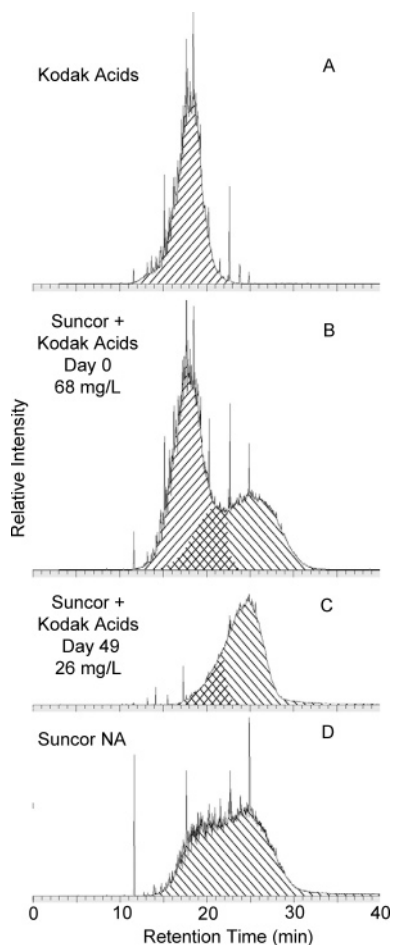 Kodak Acids
A
Suncor +
Kodak Acids
Day 0
68 mg/L
B
Relative Intensity
Suncor +
Kodak Acids
Day 49
26 mg/L
C
Suncor NA
D
0 10 20 30 40
Retention Time (min)